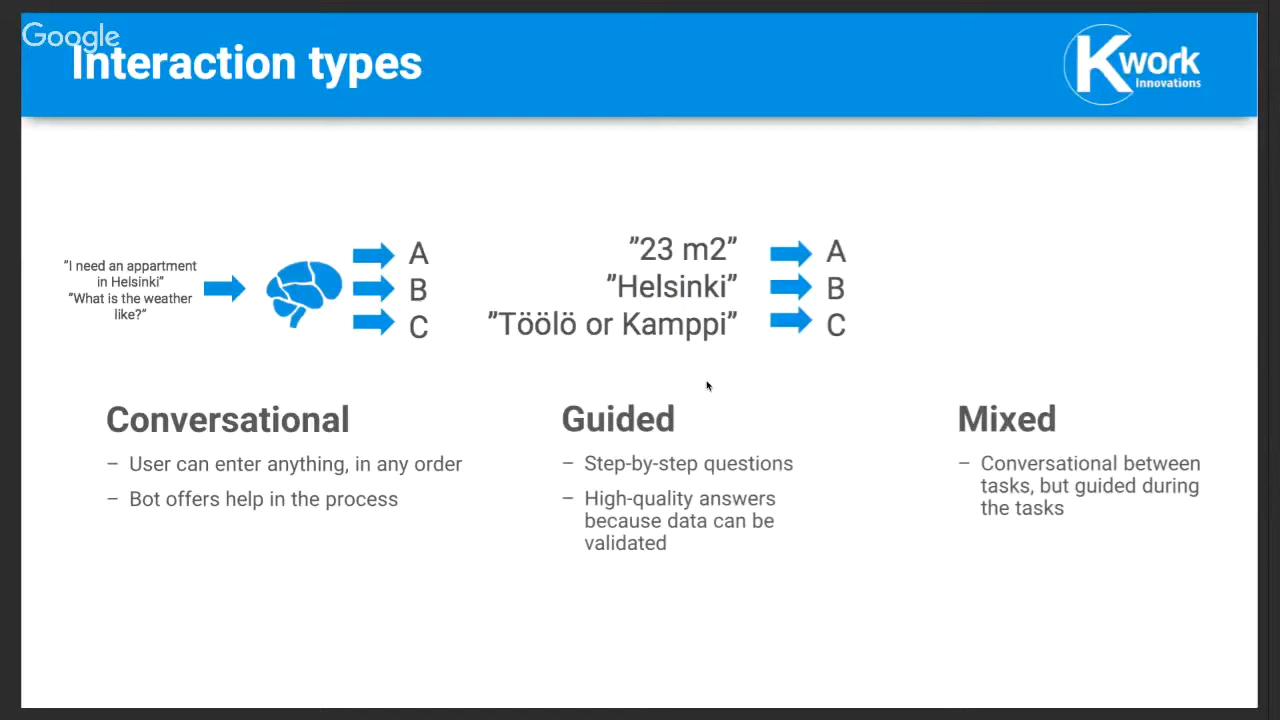 Google
Interaction types
Kwork
Innovations
"I need an appartment
in Helsinki"
"What is the weather
like?"
A
B
C
"23 m2"
"Helsinki"
"Töölö or Kamppi"
A
B
C
Conversational
– User can enter anything, in any order
– Bot offers help in the process
Guided
– Step-by-step questions
– High-quality answers
because data can be
validated
Mixed
– Conversational between
tasks, but guided during
the tasks